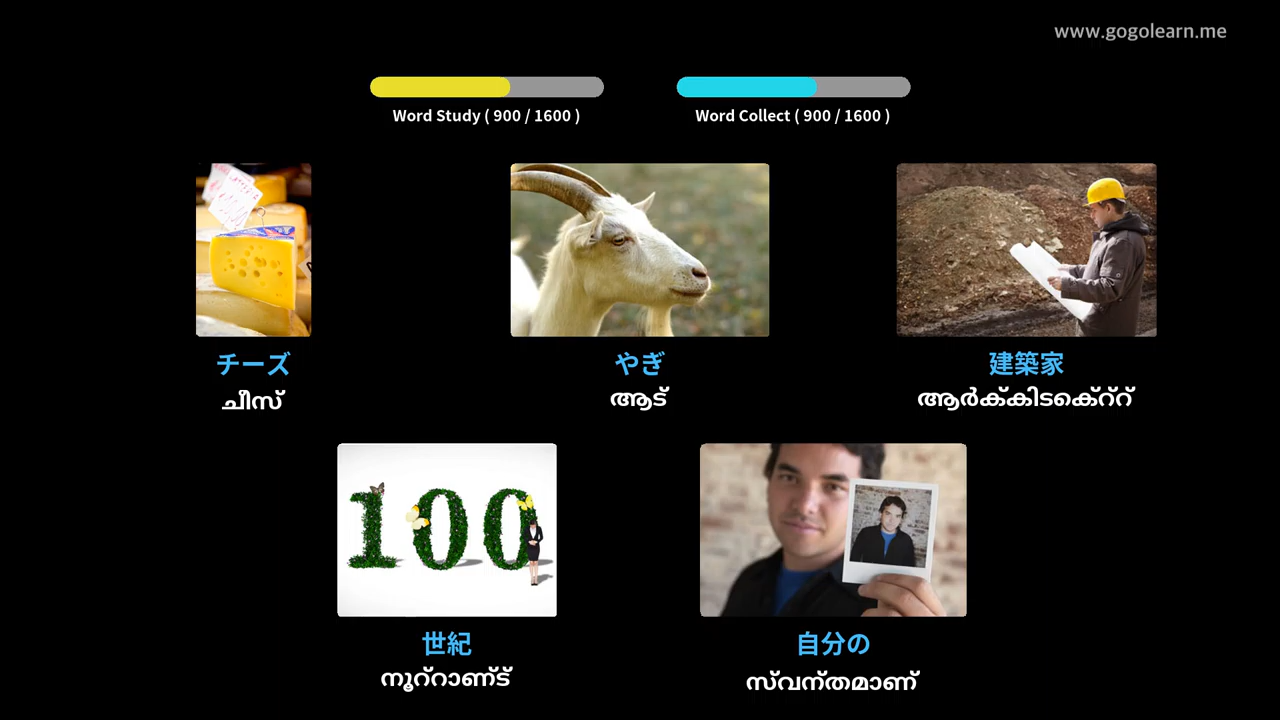 www.gogolearn.me
Word Study ( 900 / 1600 )
Word Collect ( 900 / 1600 )
チーズ
ചീസ്
やぎ
ആട്
建築家
ആർക്കിടക്റ്റ്
世紀
നൂറ്റാണ്ട്
自分の
സ്വന്തമാണ്